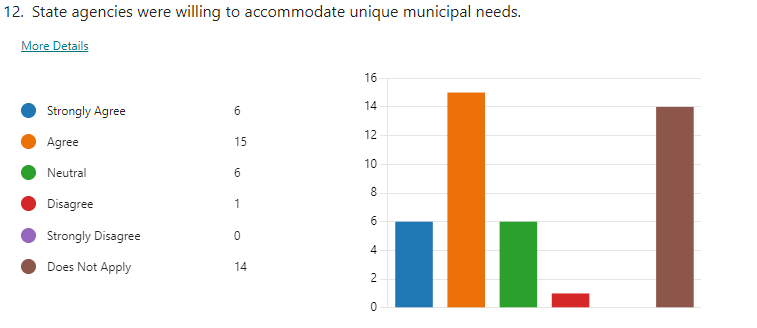 12. State agencies were willing to accommodate unique municipal needs.
More Details
Strongly Agree 6
Agree 15
Neutral 6
Disagree 1
Strongly Disagree 0
Does Not Apply 14
16
14
12
10
8
6
4
2
0